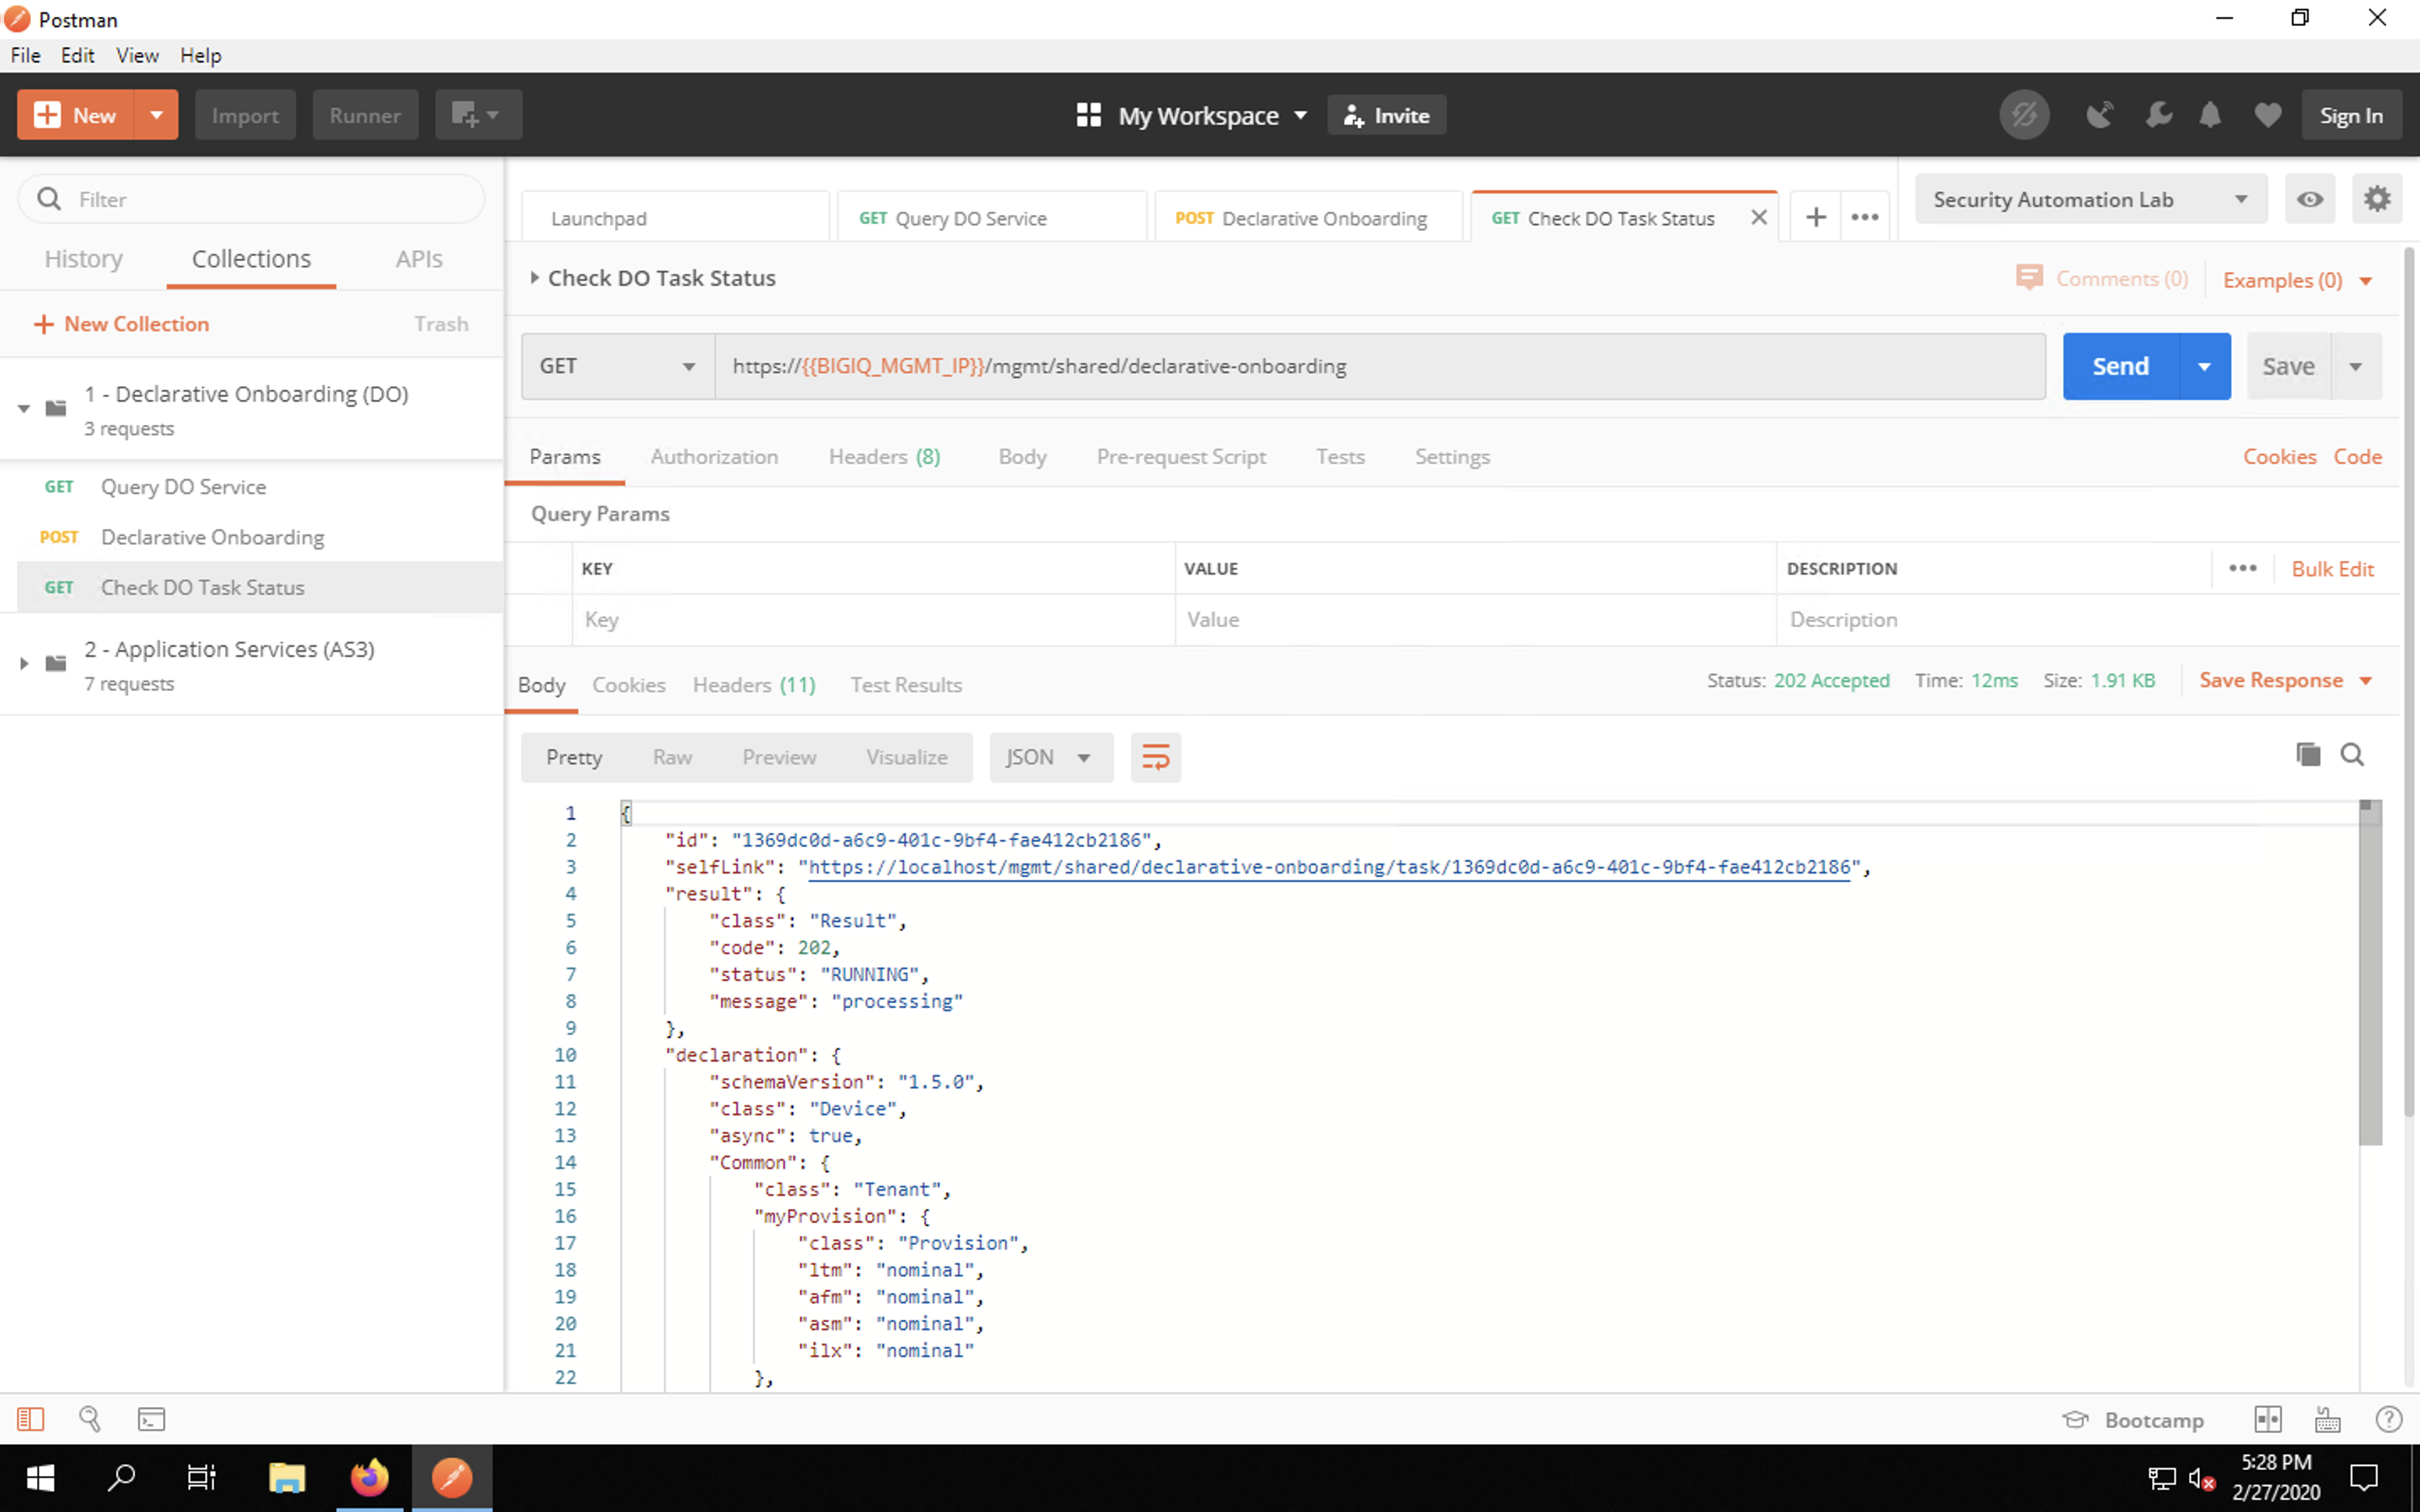 Postman
File Edit View Help
New Import Runner My Workspace Invite Sign In
Filter
History Collections APIs
New Collection Trash
1 - Declarative Onboarding (DO)
3 requests
GET Query DO Service
POST Declarative Onboarding
GET Check DO Task Status
2 - Application Services (AS3)
7 requests
Launchpad GET Query DO Service POST Declarative Onboarding GET Check DO Task Status
Security Automation Lab
Check DO Task Status Comments (0) Examples (0)
GET https://{{BIGIQ_MGMT_IP}}/mgmt/shared/declarative-onboarding Send Save
Params Authorization Headers (8) Body Pre-request Script Tests Settings Cookies Code
Query Params
KEY VALUE DESCRIPTION Bulk Edit
Key Value Description
Body Cookies Headers (11) Test Results Status: 202 Accepted Time: 12ms Size: 1.91 KB Save Response
Pretty Raw Preview Visualize JSON
1 {
2 "id": "1369dc0d-a6c9-401c-9bf4-fae412cb2186",
3 "selfLink": "https://localhost/mgmt/shared/declarative-onboarding/task/1369dc0d-a6c9-401c-9bf4-fae412cb2186",
4 "result": {
5 "class": "Result",
6 "code": 202,
7 "status": "RUNNING",
8 "message": "processing"
9 },
10 "declaration": {
11 "schemaVersion": "1.5.0",
12 "class": "Device",
13 "async": true,
14 "Common": {
15 "class": "Tenant",
16 "myProvision": {
17 "class": "Provision",
18 "ltm": "nominal",
19 "afm": "nominal",
20 "asm": "nominal",
21 "ilx": "nominal"
22 },
Bootcamp
5:28 PM
2/27/2020